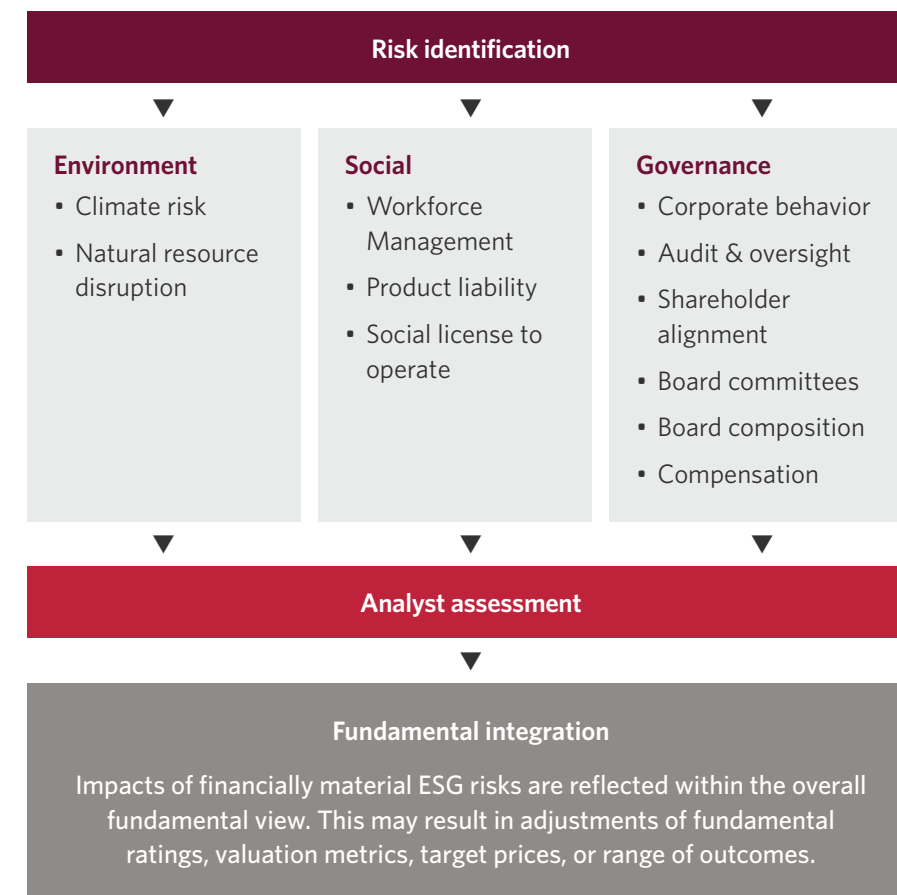 Risk identification
Environment
• Climate risk
• Natural resource
disruption
Social
• Workforce
Management
• Product liability
• Social license to
operate
Governance
• Corporate behavior
• Audit & oversight
• Shareholder
alignment
• Board committees
• Board composition
• Compensation
Analyst assessment
Fundamental integration
Impacts of financially material ESG risks are reflected within the overall
fundamental view. This may result in adjustments of fundamental
ratings, valuation metrics, target prices, or range of outcomes.